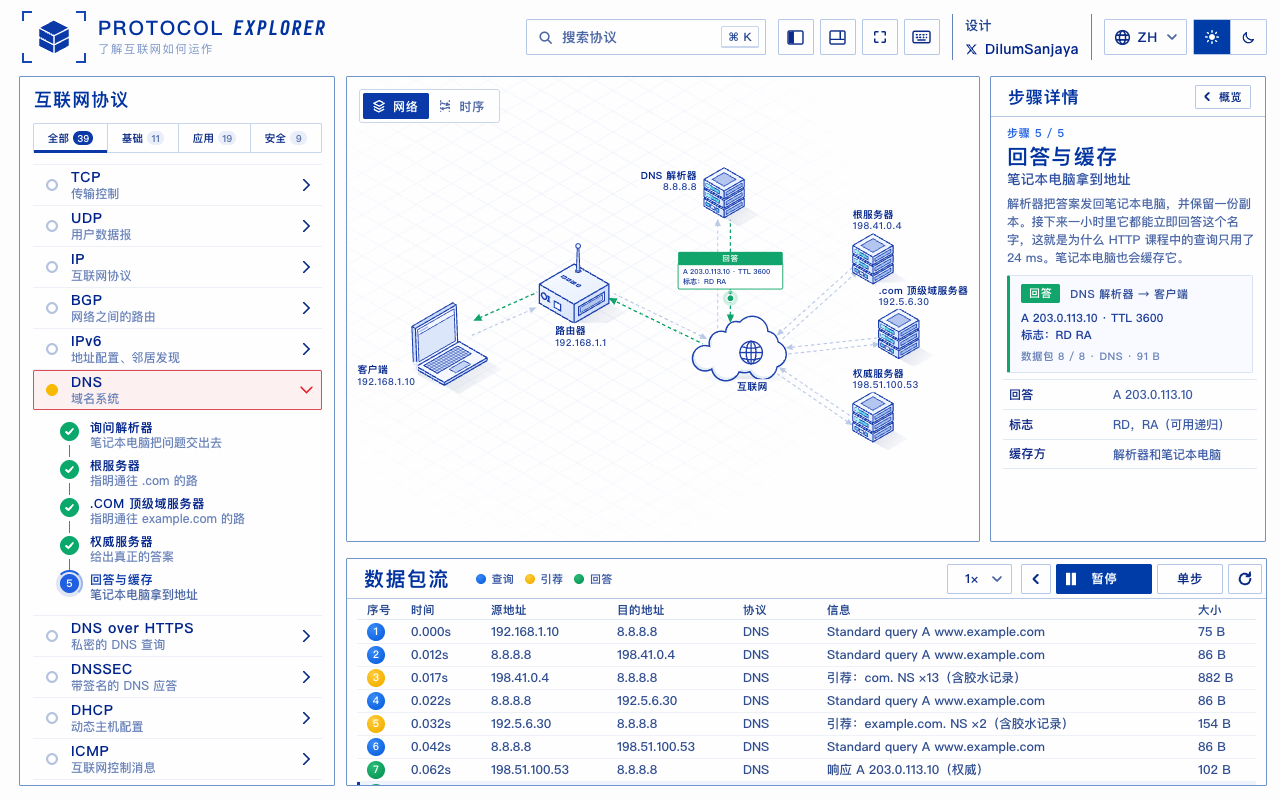 PROTOCOL EXPLORER
了解互联网如何运作
搜索协议
⌘ K
设计
𝕏 DilumSanjaya
ZH
互联网协议
全部 39
基础 11
应用 19
安全 9
TCP
传输控制
UDP
用户数据报
IP
互联网协议
BGP
网络之间的路由
IPv6
地址配置、邻居发现
DNS
域名系统
询问解析器
笔记本电脑把问题交出去
根服务器
指明通往 .com 的路
.COM 顶级域服务器
指明通往 example.com 的路
权威服务器
给出真正的答案
5
回答与缓存
笔记本电脑拿到地址
DNS over HTTPS
私密的 DNS 查询
DNSSEC
带签名的 DNS 应答
DHCP
动态主机配置
ICMP
互联网控制消息
网络
时序
DNS 解析器
8.8.8.8
根服务器
198.41.0.4
回答
A 203.0.113.10 · TTL 3600
标志：RD RA
.com 顶级域服务器
192.5.6.30
路由器
192.168.1.1
客户端
192.168.1.10
互联网
权威服务器
198.51.100.53
步骤详情
概览
步骤 5 / 5
回答与缓存
笔记本电脑拿到地址
解析器把答案发回笔记本电脑，并保留一份副
本。接下来一小时里它都能立即回答这个名
字，这就是为什么 HTTP 课程中的查询只用了
24 ms。笔记本电脑也会缓存它。
回答 DNS 解析器 → 客户端
A 203.0.113.10 · TTL 3600
标志：RD RA
数据包 8 / 8 · DNS · 91 B
回答 A 203.0.113.10
标志 RD，RA（可用递归）
缓存方 解析器和笔记本电脑
数据包流
查询 引荐 回答
1×
暂停
单步
序号 时间 源地址 目的地址 协议 信息 大小
1 0.000s 192.168.1.10 8.8.8.8 DNS Standard query A www.example.com 75 B
2 0.012s 8.8.8.8 198.41.0.4 DNS Standard query A www.example.com 86 B
3 0.017s 198.41.0.4 8.8.8.8 DNS 引荐：com. NS ×13（含胶水记录） 882 B
4 0.022s 8.8.8.8 192.5.6.30 DNS Standard query A www.example.com 86 B
5 0.032s 192.5.6.30 8.8.8.8 DNS 引荐：example.com. NS ×2（含胶水记录） 154 B
6 0.042s 8.8.8.8 198.51.100.53 DNS Standard query A www.example.com 86 B
7 0.062s 198.51.100.53 8.8.8.8 DNS 响应 A 203.0.113.10（权威） 102 B